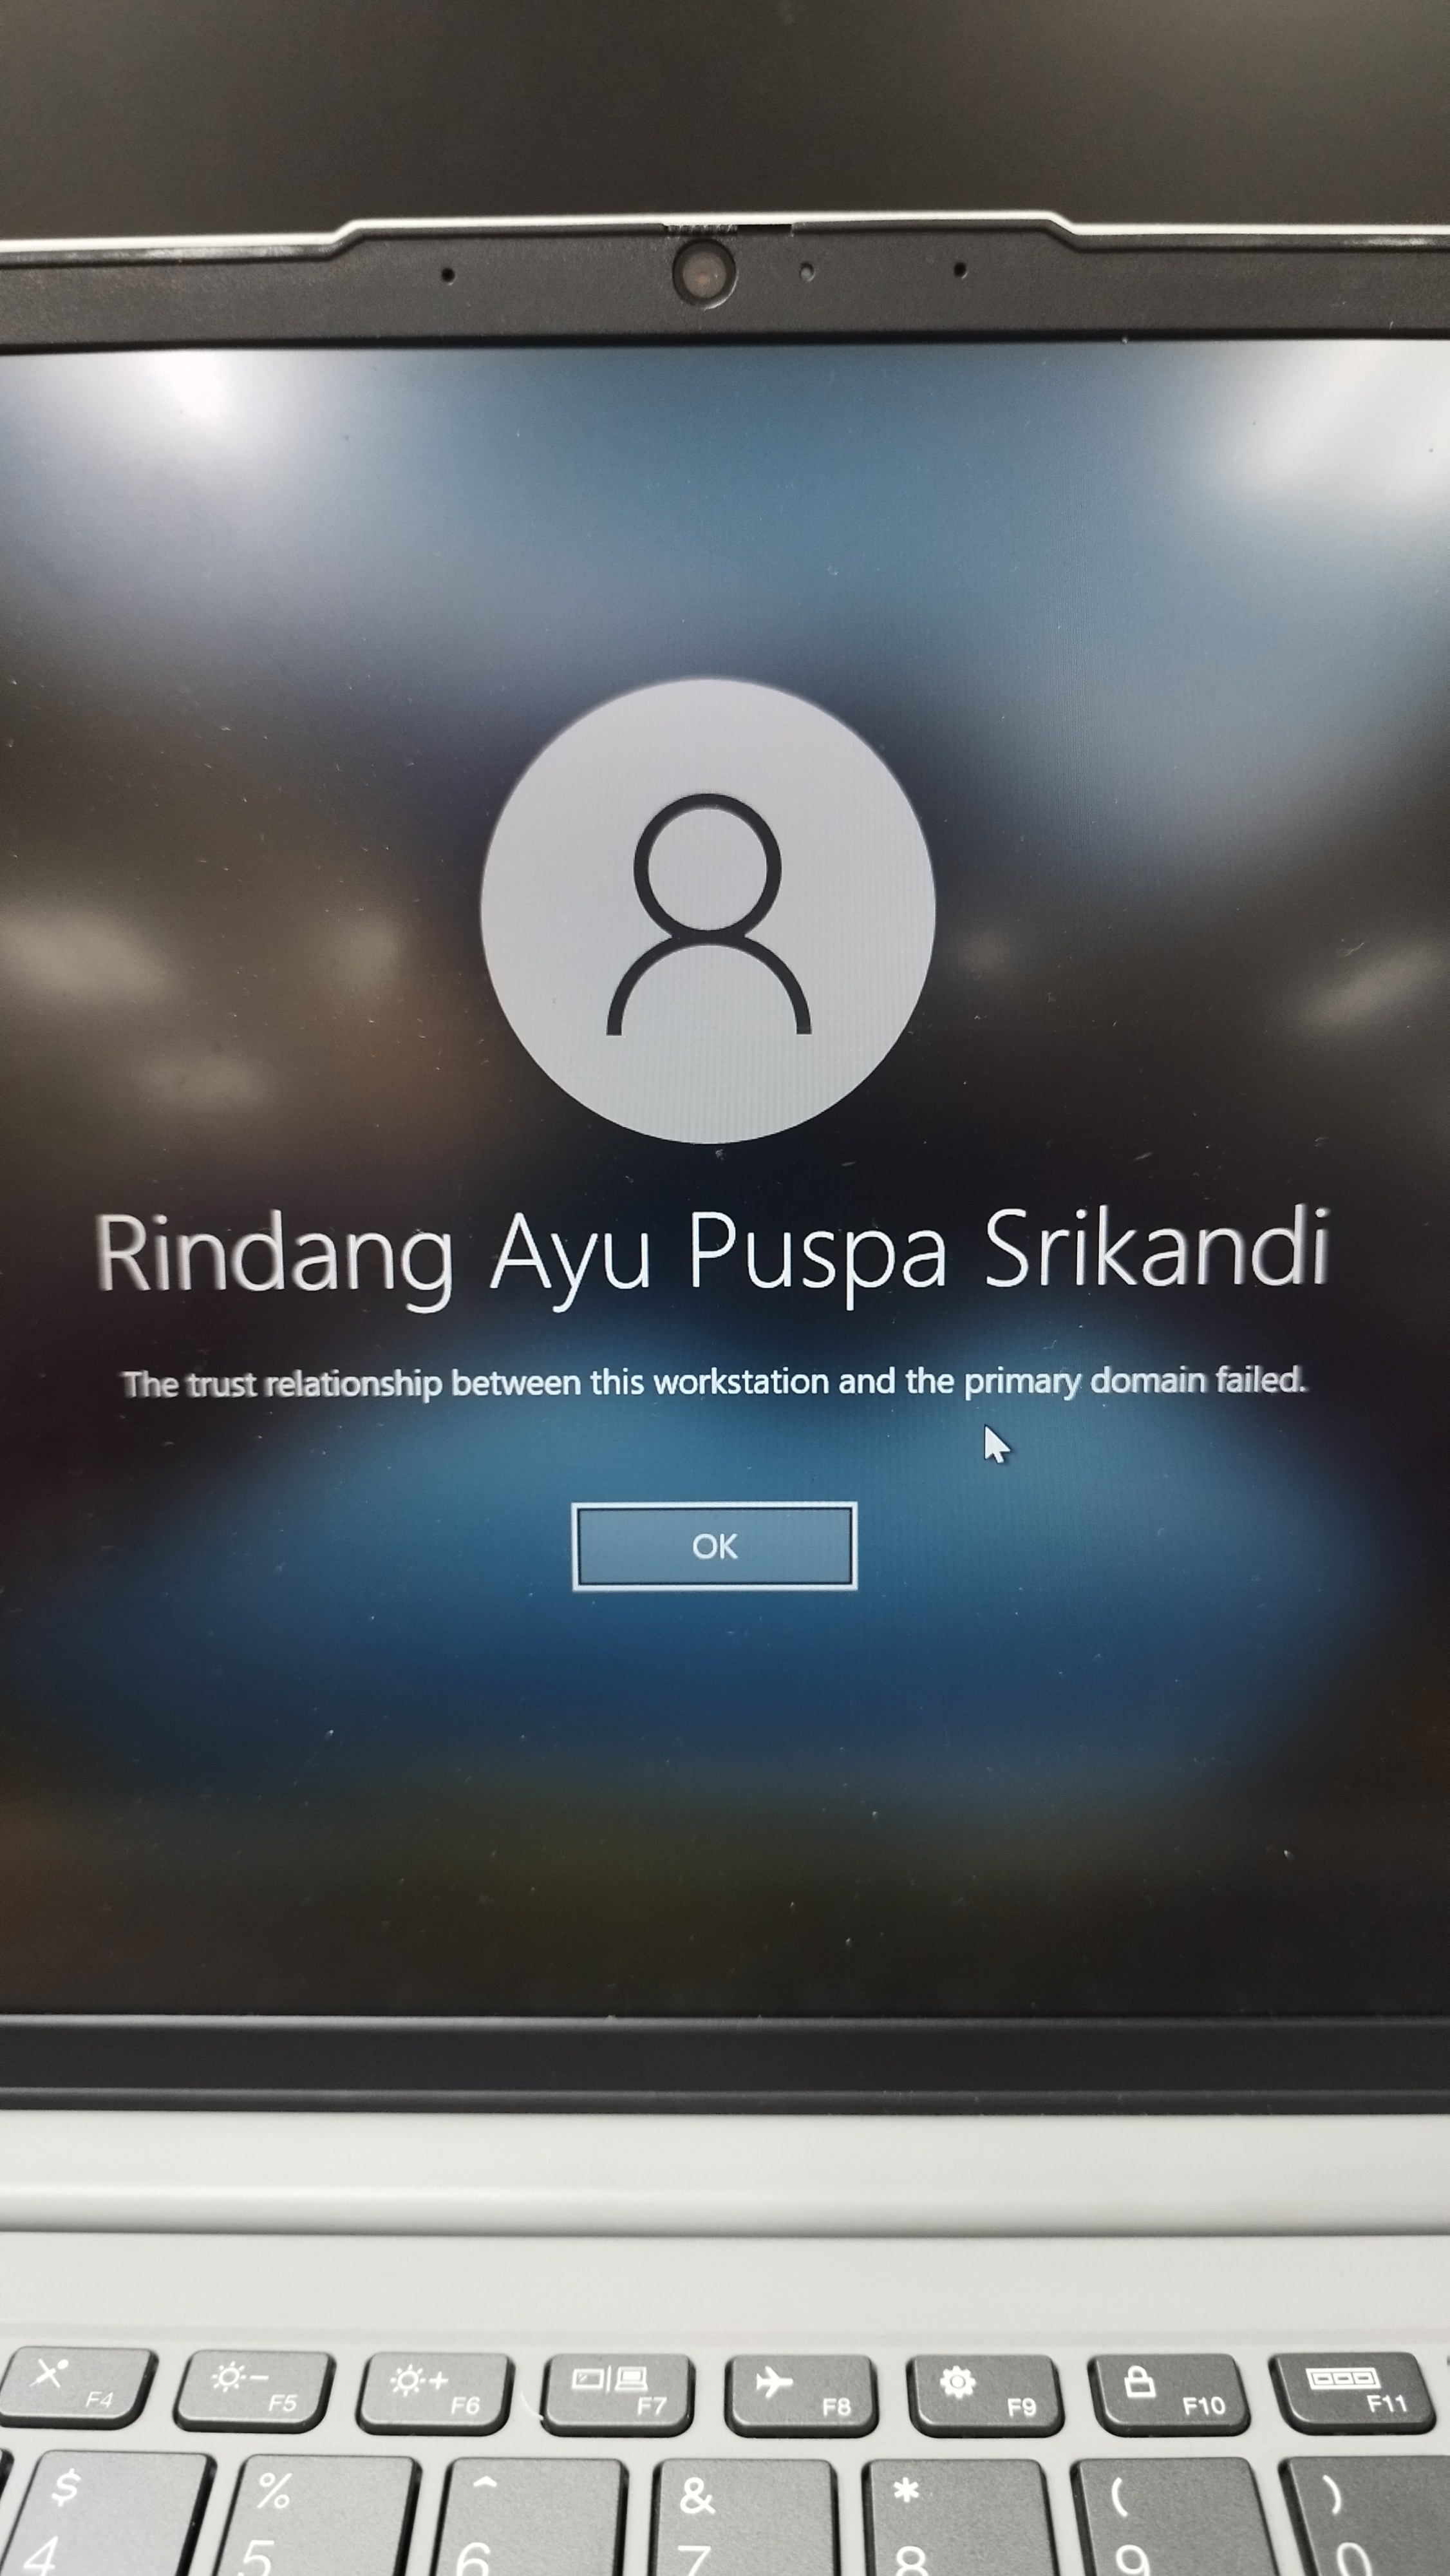 Rindang Ayu Puspa Srikandi
The trust relationship between this workstation and the primary domain failed.
OK
F4 F5 F6 F7 F8 F9 F10 F11
$ % ^ & * ( )
4 5 6 7 8 9 0